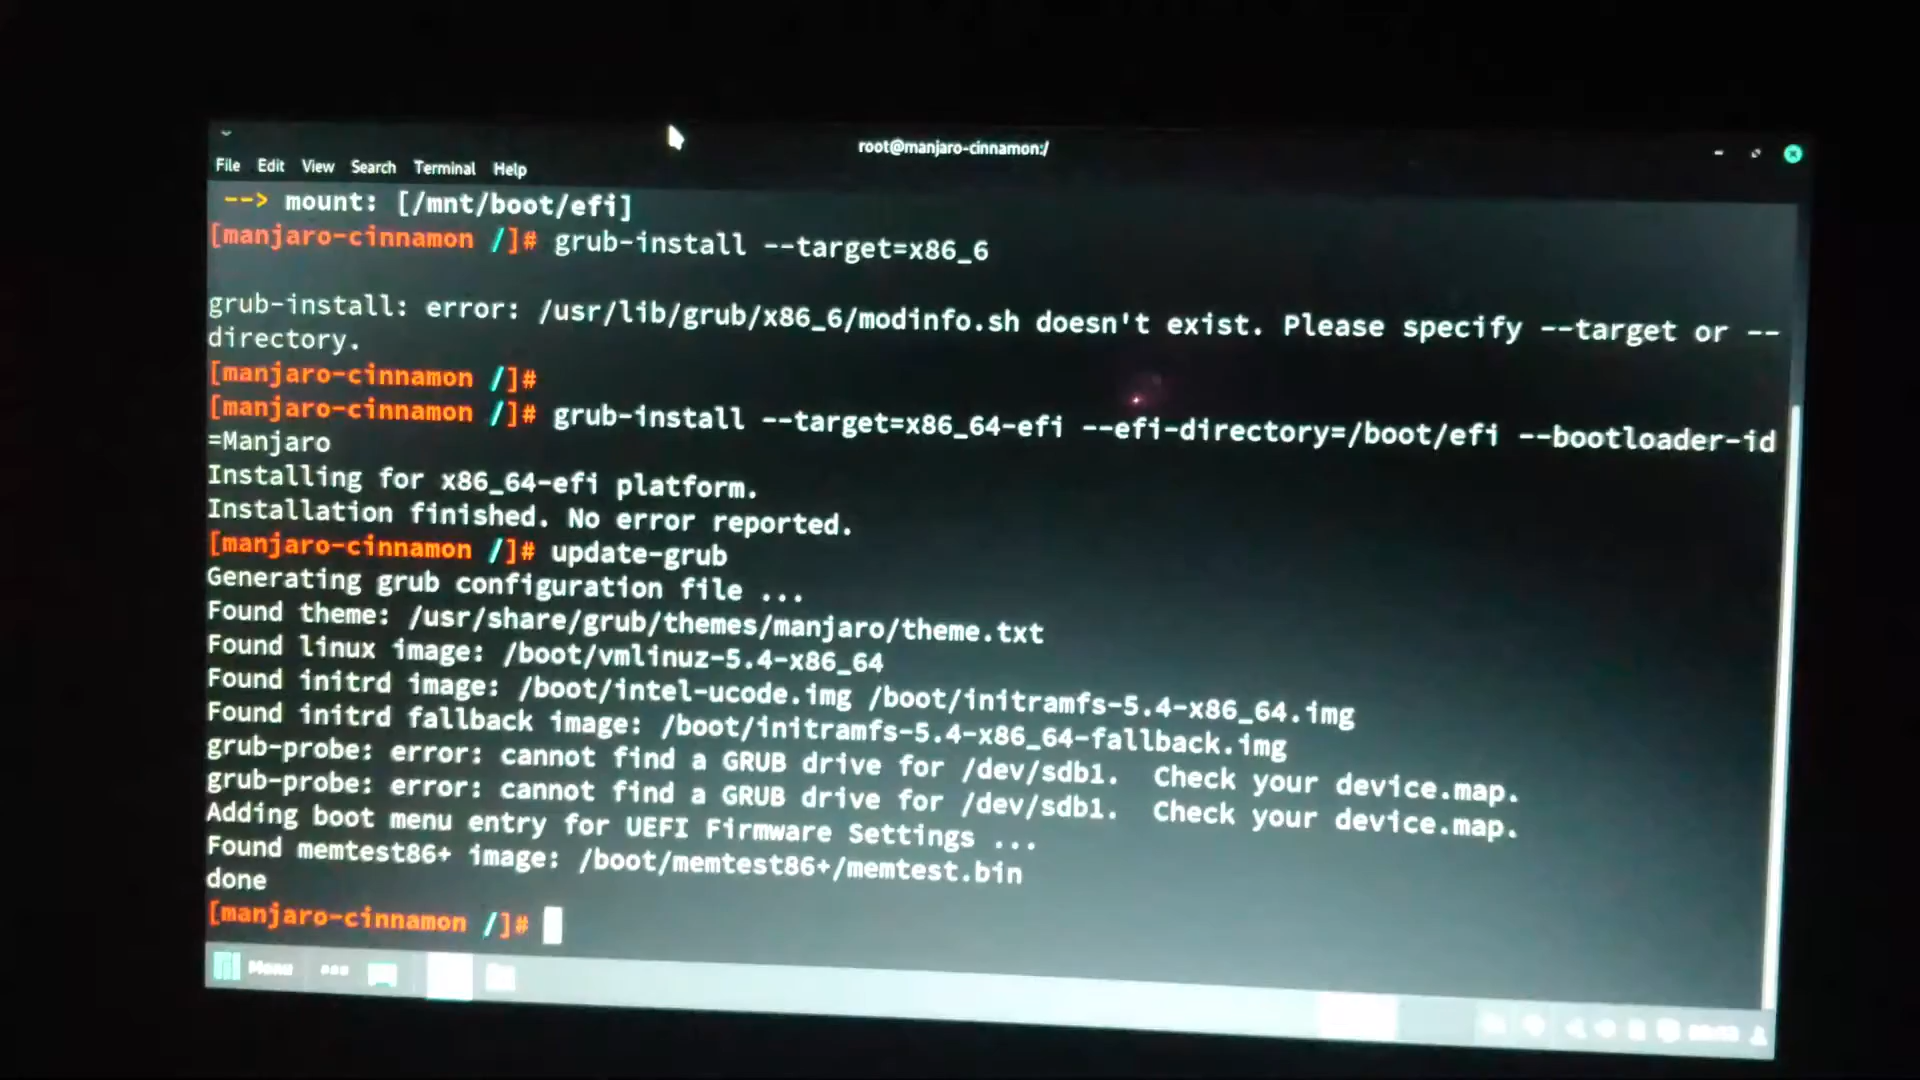 root@manjaro-cinnamon:/
File Edit View Search Terminal Help
--> mount: [/mnt/boot/efi]
[manjaro-cinnamon /]# grub-install --target=x86_6
grub-install: error: /usr/lib/grub/x86_6/modinfo.sh doesn't exist. Please specify --target or --
directory.
[manjaro-cinnamon /]#
[manjaro-cinnamon /]# grub-install --target=x86_64-efi --efi-directory=/boot/efi --bootloader-id
=Manjaro
Installing for x86_64-efi platform.
Installation finished. No error reported.
[manjaro-cinnamon /]# update-grub
Generating grub configuration file ...
Found theme: /usr/share/grub/themes/manjaro/theme.txt
Found linux image: /boot/vmlinuz-5.4-x86_64
Found initrd image: /boot/intel-ucode.img /boot/initramfs-5.4-x86_64.img
Found initrd fallback image: /boot/initramfs-5.4-x86_64-fallback.img
grub-probe: error: cannot find a GRUB drive for /dev/sdb1.  Check your device.map.
grub-probe: error: cannot find a GRUB drive for /dev/sdb1.  Check your device.map.
Adding boot menu entry for UEFI Firmware Settings ...
Found memtest86+ image: /boot/memtest86+/memtest.bin
done
[manjaro-cinnamon /]#
Menu